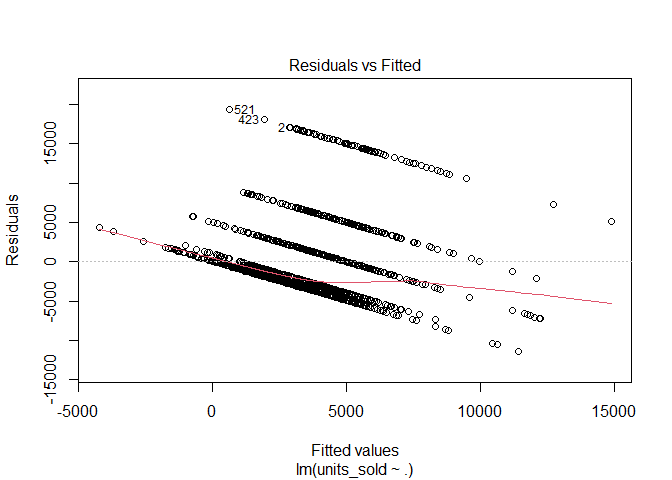 Residuals vs Fitted
Residuals
15000
5000
0
-5000
-15000
521
423
2
-5000 0 5000 10000 15000
Fitted values
lm(units_sold ~ .)